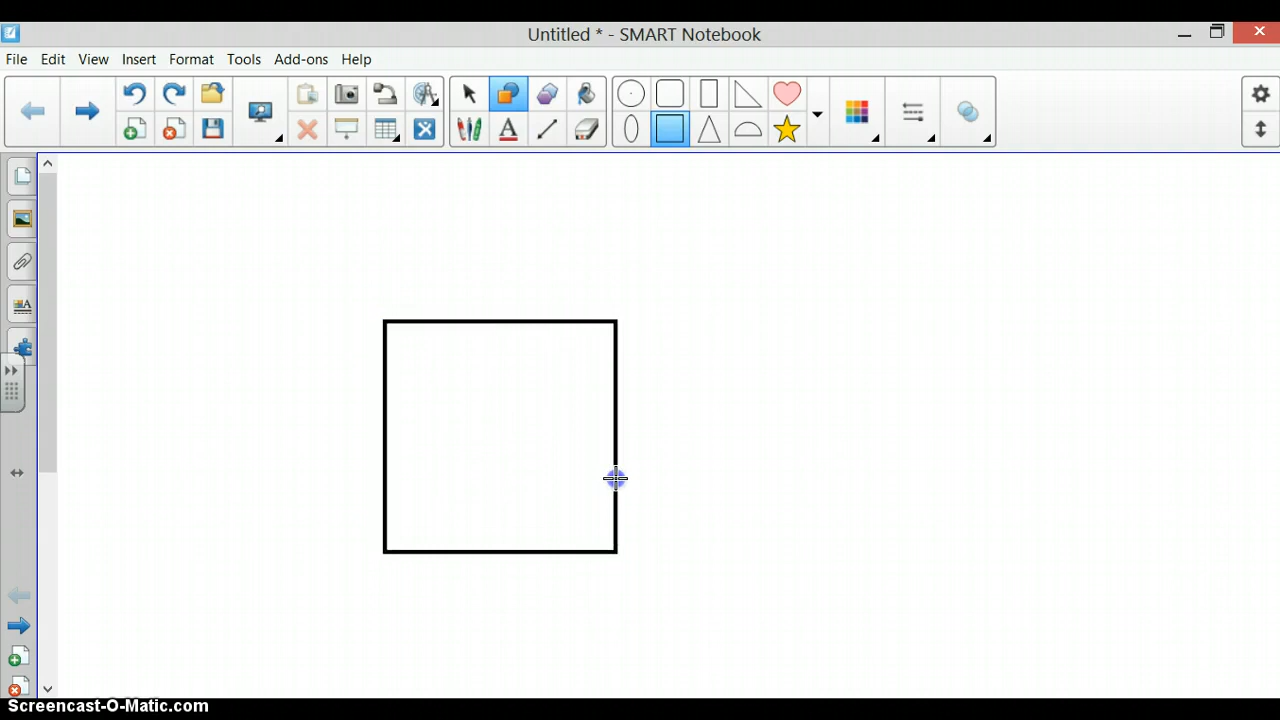 Untitled * - SMART Notebook
File Edit View Insert Format Tools Add-ons Help
A
A
Screencast-O-Matic.com